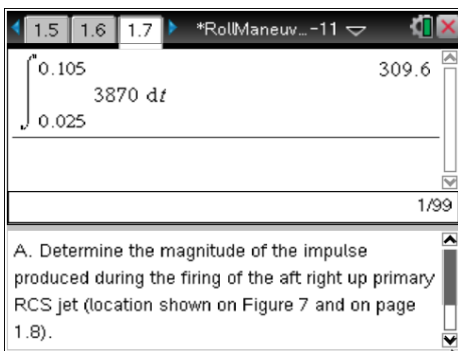 1.5 1.6 1.7 *RollManeuv...-11
0.105
3870 dt
0.025
309.6
1/99
A. Determine the magnitude of the impulse
produced during the firing of the aft right up primary
RCS jet (location shown on Figure 7 and on page
1.8).